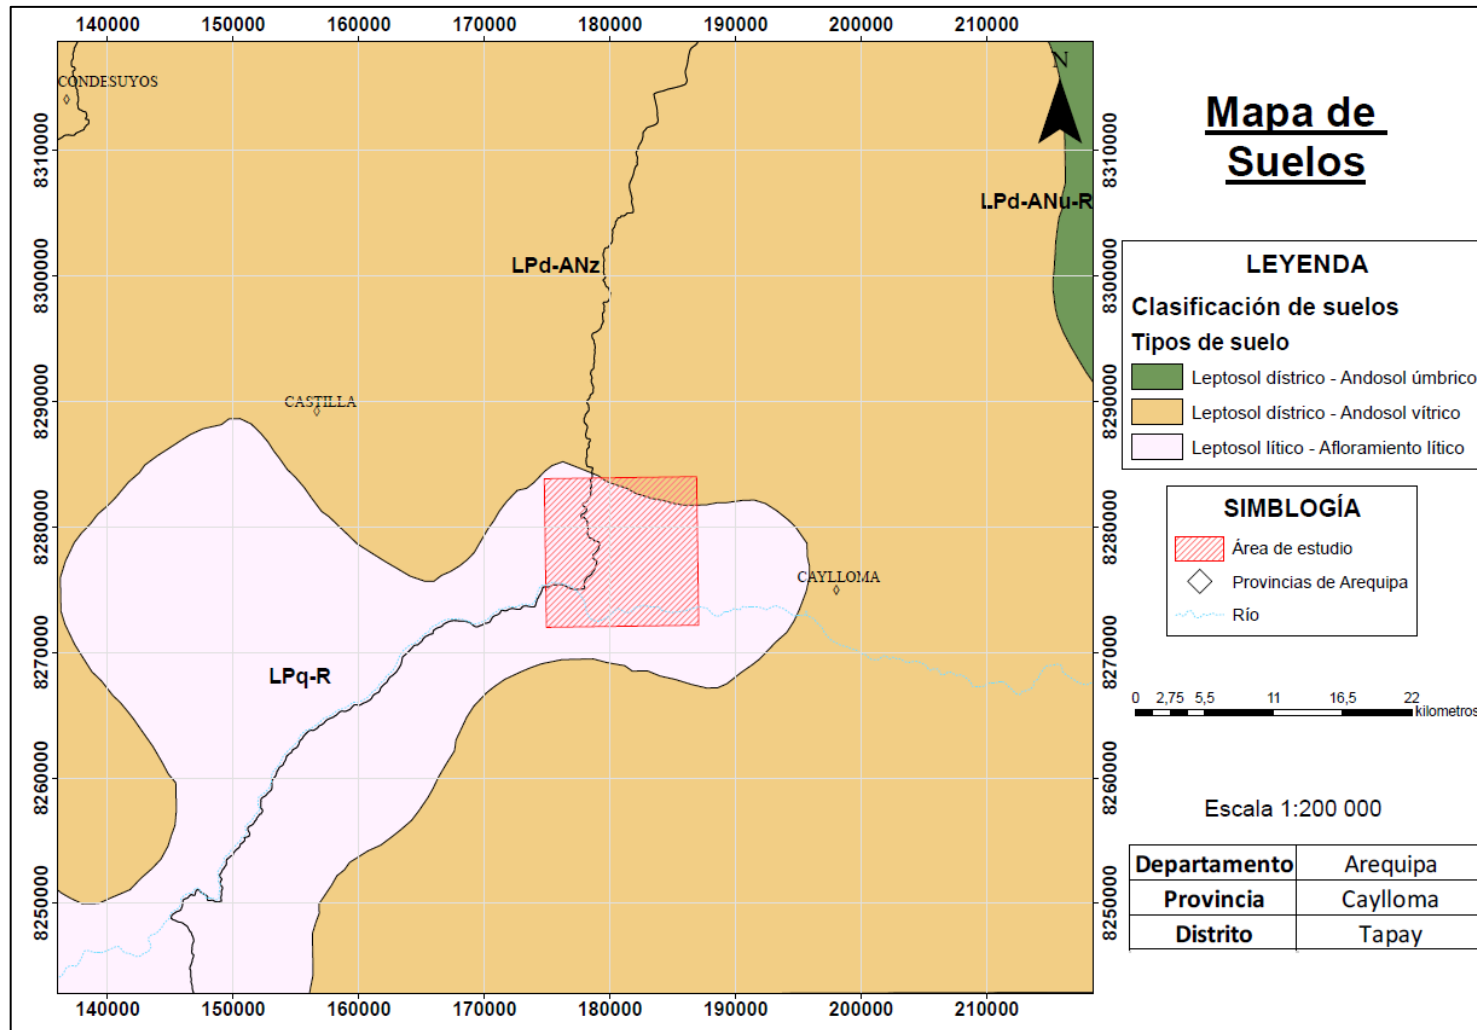 140000 150000 160000 170000 180000 190000 200000 210000
CONDESUYOS
N
8310000
8310000
LPd-ANu-R
LPd-ANz
8300000
8300000
CASTILLA
8290000
8290000
8280000
8280000
CAYLLOMA
8270000
8270000
LPq-R
8260000
8260000
8250000
8250000
140000 150000 160000 170000 180000 190000 200000 210000
Mapa de
Suelos
LEYENDA
Clasificación de suelos
Tipos de suelo
Leptosol dístrico - Andosol úmbrico
Leptosol dístrico - Andosol vítrico
Leptosol lítico - Afloramiento lítico
SIMBLOGÍA
Área de estudio
Provincias de Arequipa
Río
0 2,75 5,5 11 16,5 22
kilometros
Escala 1:200 000
Departamento Arequipa
Provincia Caylloma
Distrito Tapay